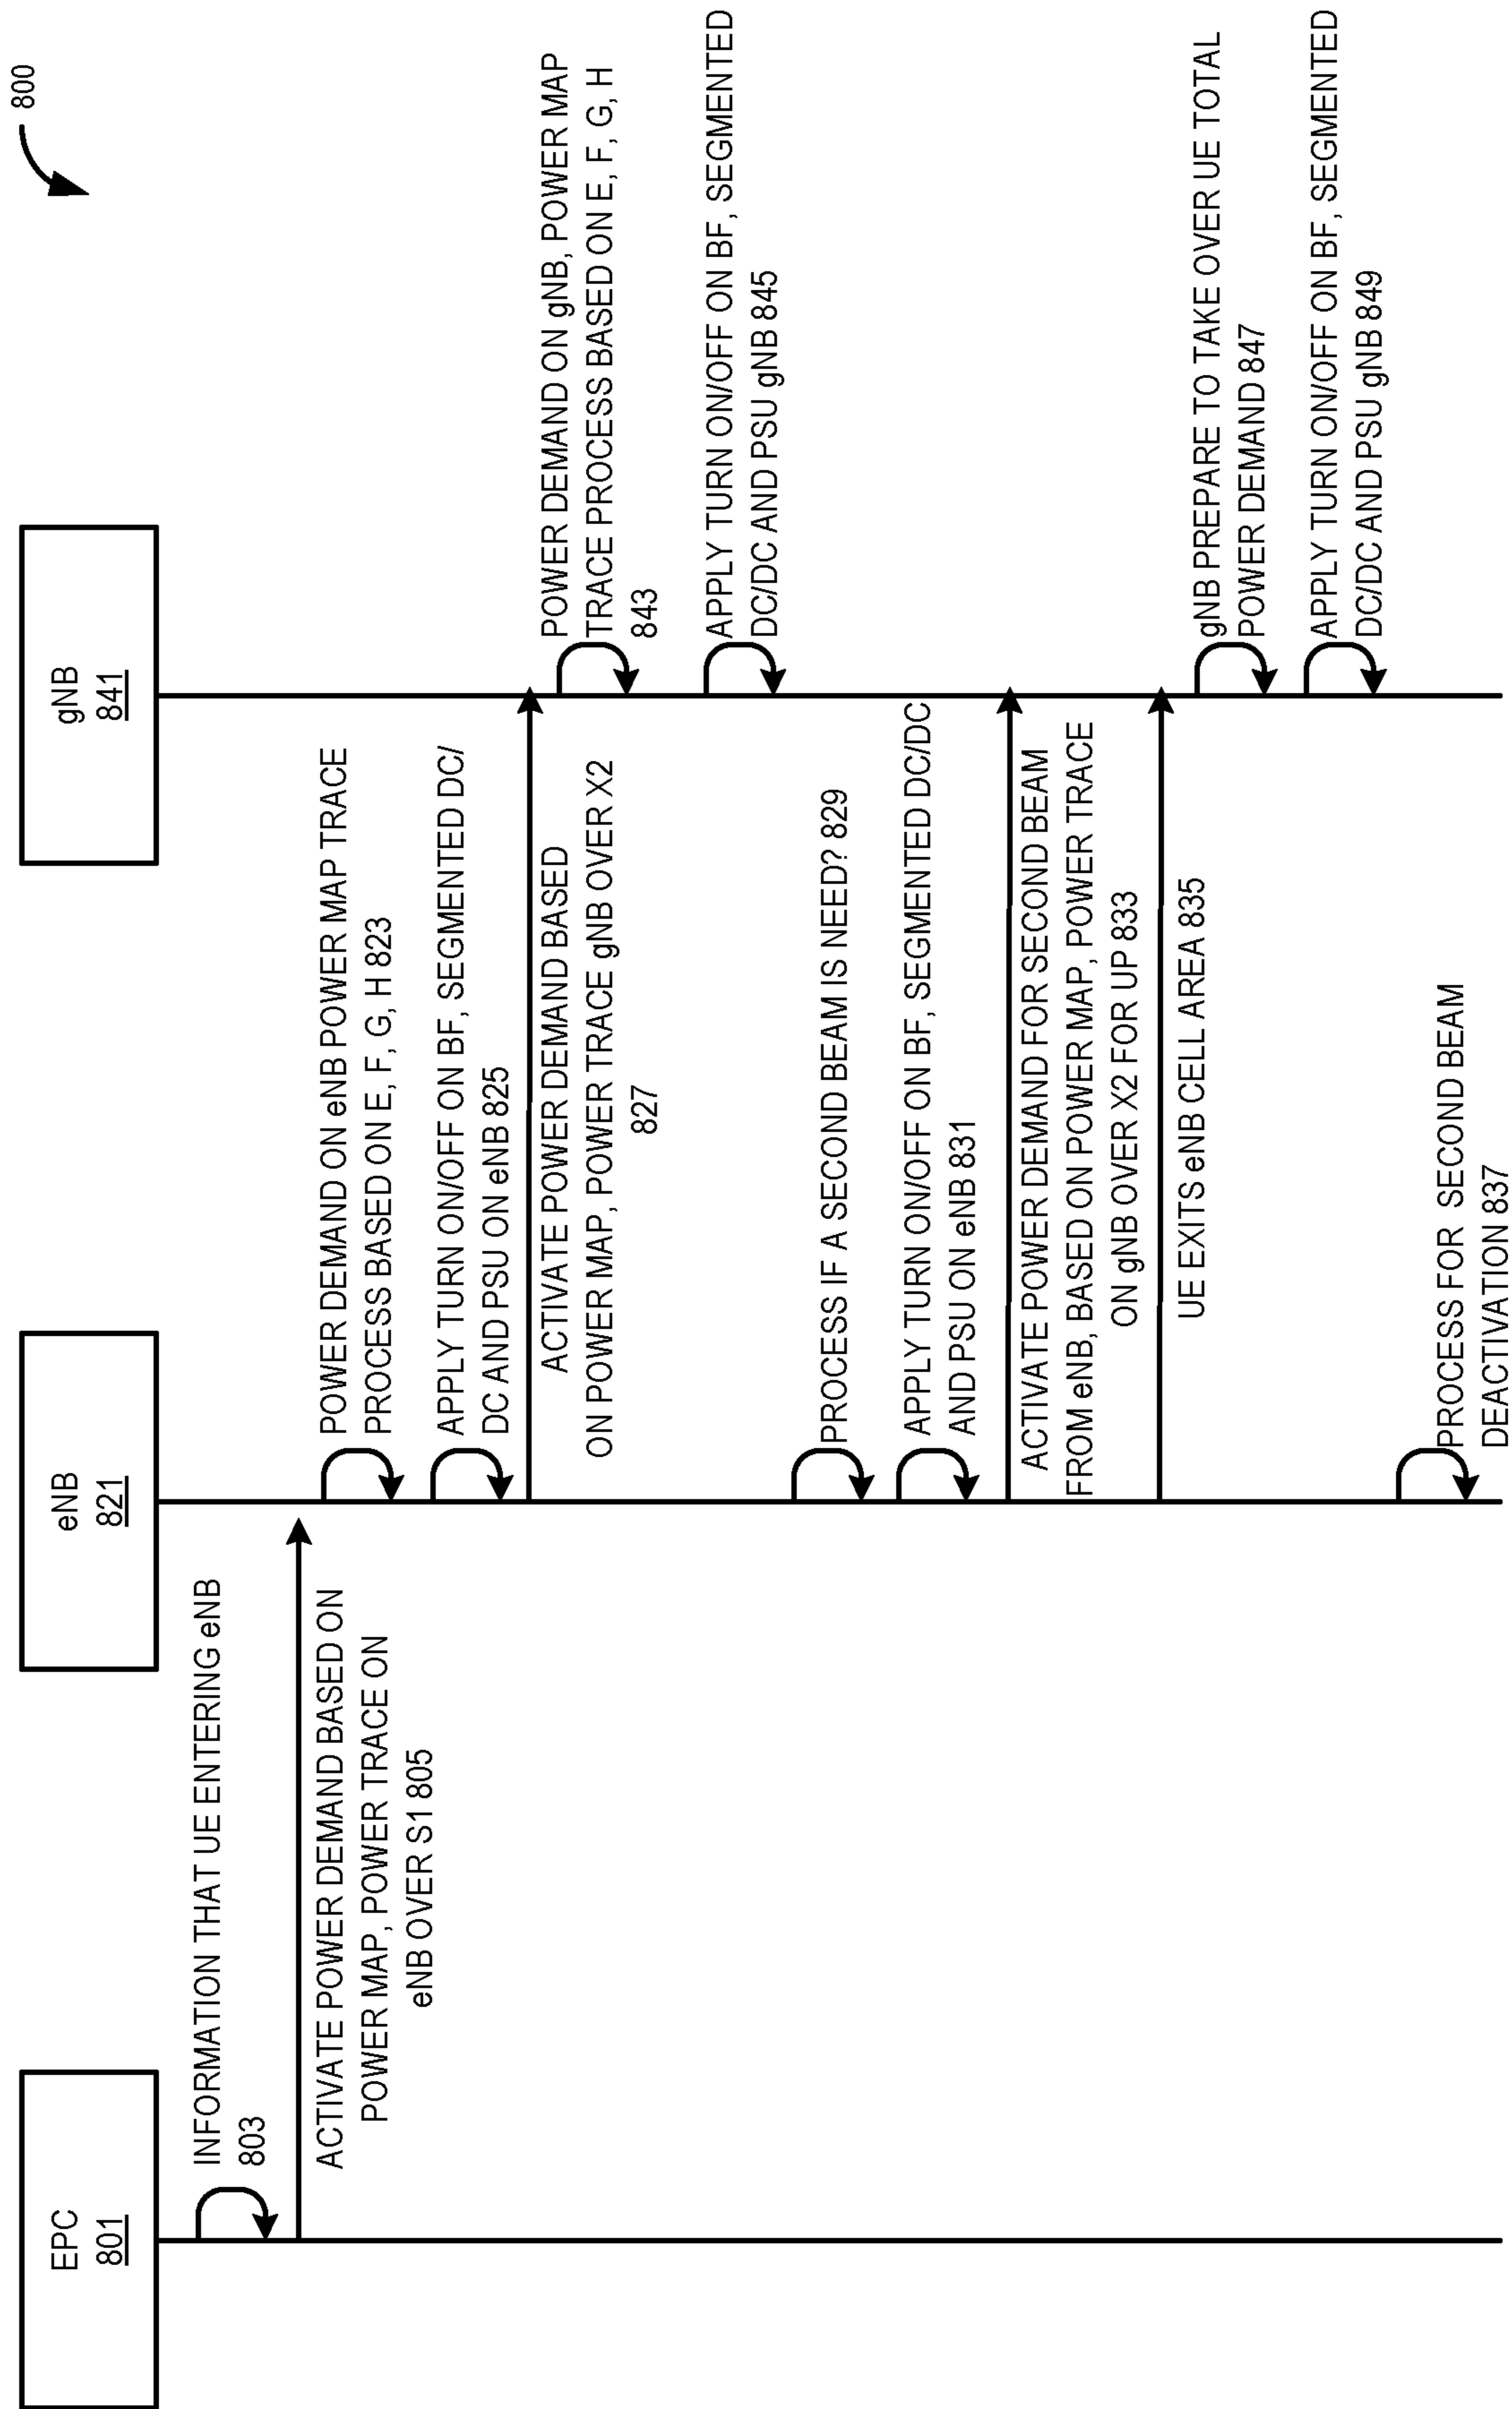 800
EPC
801
eNB
821
gNB
841
INFORMATION THAT UE ENTERING eNB
803
ACTIVATE POWER DEMAND BASED ON
POWER MAP, POWER TRACE ON
eNB OVER S1 805
POWER DEMAND ON eNB POWER MAP TRACE
PROCESS BASED ON E, F, G, H 823
APPLY TURN ON/OFF ON BF, SEGMENTED DC/
DC AND PSU ON eNB 825
ACTIVATE POWER DEMAND BASED
ON POWER MAP, POWER TRACE gNB OVER X2
827
POWER DEMAND ON gNB, POWER MAP
TRACE PROCESS BASED ON E, F, G, H
843
APPLY TURN ON/OFF ON BF, SEGMENTED
DC/DC AND PSU gNB 845
PROCESS IF A SECOND BEAM IS NEED? 829
APPLY TURN ON/OFF ON BF, SEGMENTED DC/DC
AND PSU ON eNB 831
ACTIVATE POWER DEMAND FOR SECOND BEAM
FROM eNB, BASED ON POWER MAP, POWER TRACE
ON gNB OVER X2 FOR UP 833
UE EXITS eNB CELL AREA 835
gNB PREPARE TO TAKE OVER UE TOTAL
POWER DEMAND 847
APPLY TURN ON/OFF ON BF, SEGMENTED
DC/DC AND PSU gNB 849
PROCESS FOR SECOND BEAM
DEACTIVATION 837